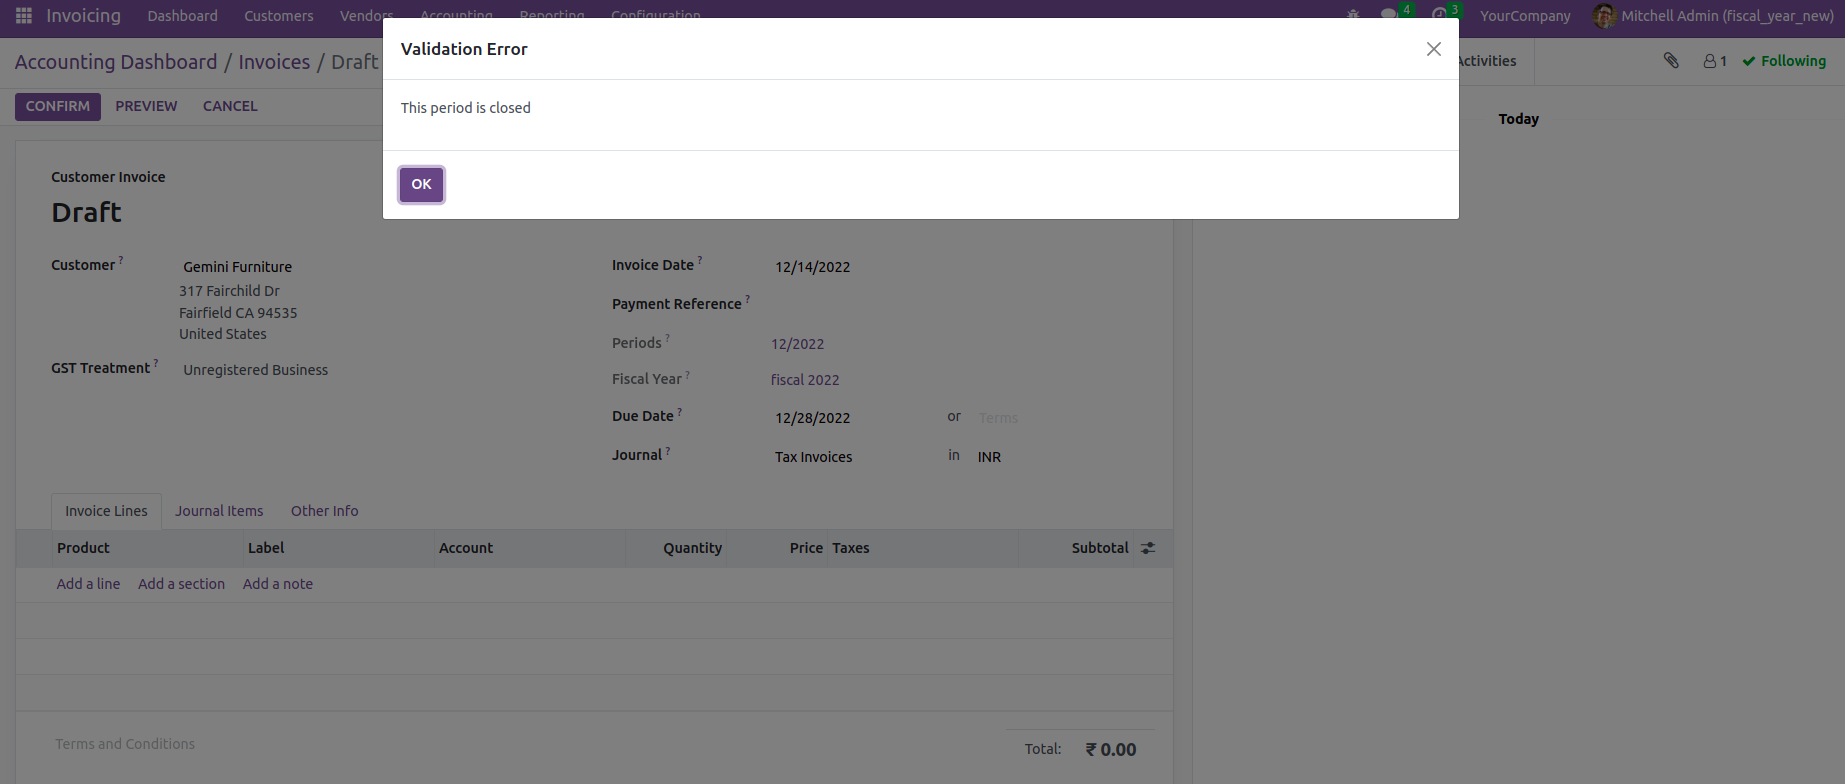 Invoicing Dashboard Customers Vendors Accounting Reporting Configuration 4 3 YourCompany Mitchell Admin (fiscal_year_new)
Validation Error
Accounting Dashboard / Invoices / Draft
Activities 1 Following
CONFIRM PREVIEW CANCEL
This period is closed
Today
OK
Customer Invoice
Draft
Customer ? Gemini Furniture
317 Fairchild Dr
Fairfield CA 94535
United States
GST Treatment ? Unregistered Business
Invoice Date ? 12/14/2022
Payment Reference ?
Periods ? 12/2022
Fiscal Year ? fiscal 2022
Due Date ? 12/28/2022 or Terms
Journal ? Tax Invoices in INR
Invoice Lines Journal Items Other Info
Product Label Account Quantity Price Taxes Subtotal
Add a line Add a section Add a note
Terms and Conditions
Total: ₹ 0.00